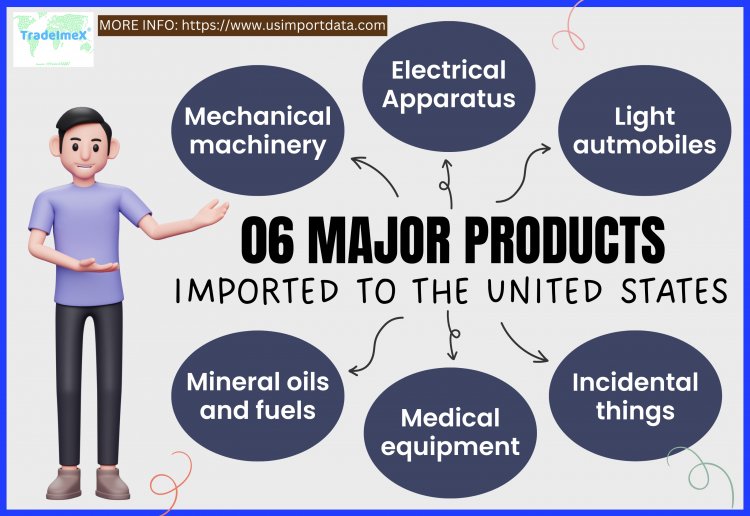 TradeImeX®
MORE INFO: https://www.usimportdata.com/
Mechanical
machinery
Electrical
Apparatus
Light
autmobiles
06 MAJOR PRODUCTS
IMPORTED TO THE UNITED STATES
Mineral oils
and fuels
Medical
equipment
Incidental
things